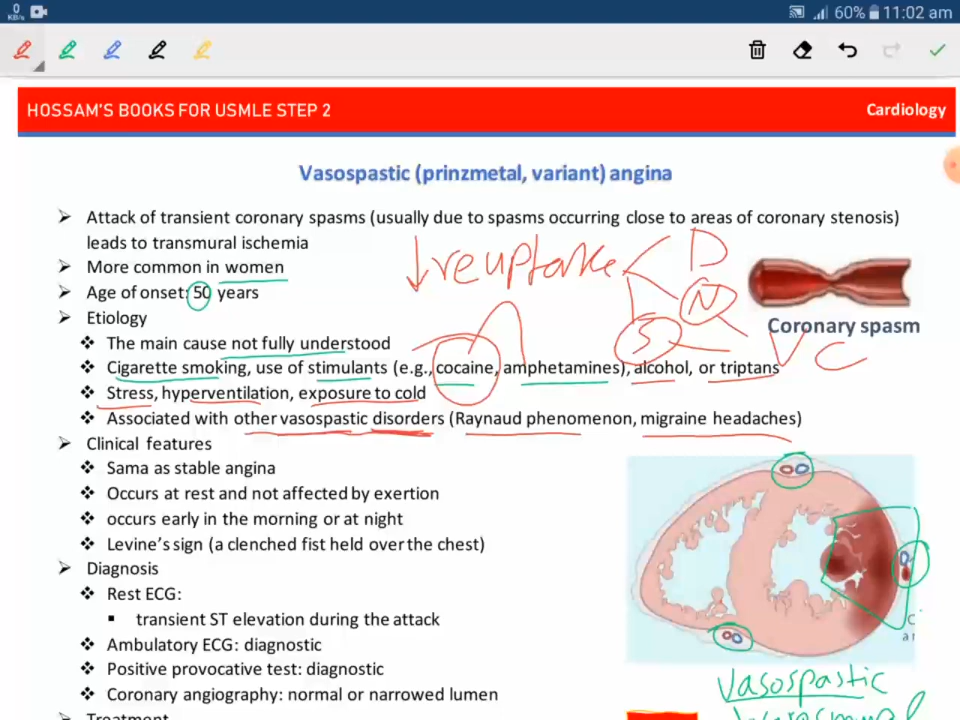 0
KB/s
60% 11:02 am
HOSSAM'S BOOKS FOR USMLE STEP 2
Cardiology
Vasospastic (prinzmetal, variant) angina
Attack of transient coronary spasms (usually due to spasms occurring close to areas of coronary stenosis)
leads to transmural ischemia
More common in women
Age of onset: 50 years
Etiology
The main cause not fully understood
Cigarette smoking, use of stimulants (e.g., cocaine, amphetamines), alcohol, or triptans
Stress, hyperventilation, exposure to cold
Associated with other vasospastic disorders (Raynaud phenomenon, migraine headaches)
Clinical features
Sama as stable angina
Occurs at rest and not affected by exertion
occurs early in the morning or at night
Levine's sign (a clenched fist held over the chest)
Diagnosis
Rest ECG:
transient ST elevation during the attack
Ambulatory ECG: diagnostic
Positive provocative test: diagnostic
Coronary angiography: normal or narrowed lumen
Treatment
↓reuptake
D
N
S
VC
Coronary spasm
vasospastic